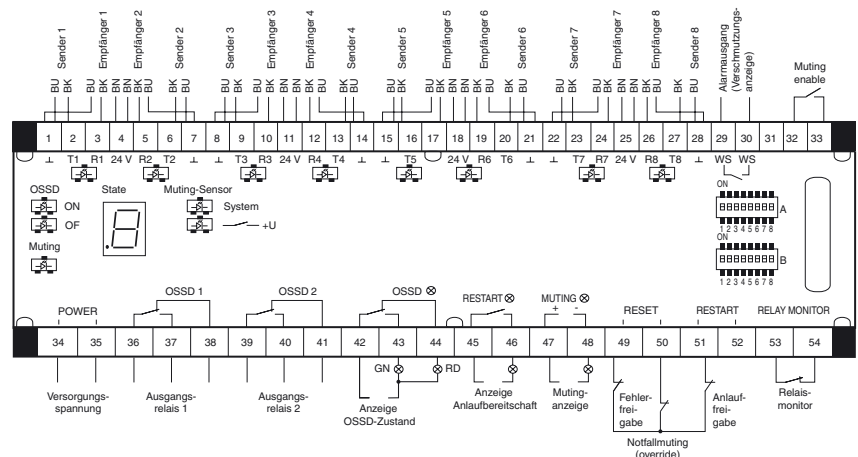 Sender 1 Empfänger 1 Empfänger 2 Sender 2 Sender 3 Empfänger 3 Empfänger 4 Sender 4 Sender 5 Empfänger 5 Empfänger 6 Sender 6 Sender 7 Empfänger 7 Empfänger 8 Sender 8 Alarmausgang (Verschmutzungs- anzeige)
Muting
enable
BU BK BU BK BN BN BK BU BK BU BU BK BU BK BN BN BK BU BK BU BU BK BU BK BN BN BK BU BK BU BU BK BU BK BN BN BK BU BK BU BU BK
1 2 3 4 5 6 7 8 9 10 11 12 13 14 15 16 17 18 19 20 21 22 23 24 25 26 27 28 29 30 31 32 33
⊥ T1 R1 24 V R2 T2 ⊥ ⊥ T3 R3 24 V R4 T4 ⊥ ⊥ T5 24 V R6 T6 ⊥ ⊥ T7 R7 24 V R8 T8 ⊥ WS WS
OSSD State Muting-Sensor
ON System
OF +U
Muting
ON
A
1 2 3 4 5 6 7 8
ON
B
1 2 3 4 5 6 7 8
POWER OSSD 1 OSSD 2 OSSD ⊗ RESTART ⊗ MUTING ⊗ RESET RESTART RELAY MONITOR
+ -
34 35 36 37 38 39 40 41 42 43 44 45 46 47 48 49 50 51 52 53 54
GN RD
Versorgungs-
spannung
Ausgangs-
relais 1
Ausgangs-
relais 2
Anzeige
OSSD-Zustand
Anzeige
Anlaufbereitschaft
Muting-
anzeige
Fehler-
frei-
gabe
Anlauf-
frei-
gabe
Relais-
monitor
Notfallmuting
(override)